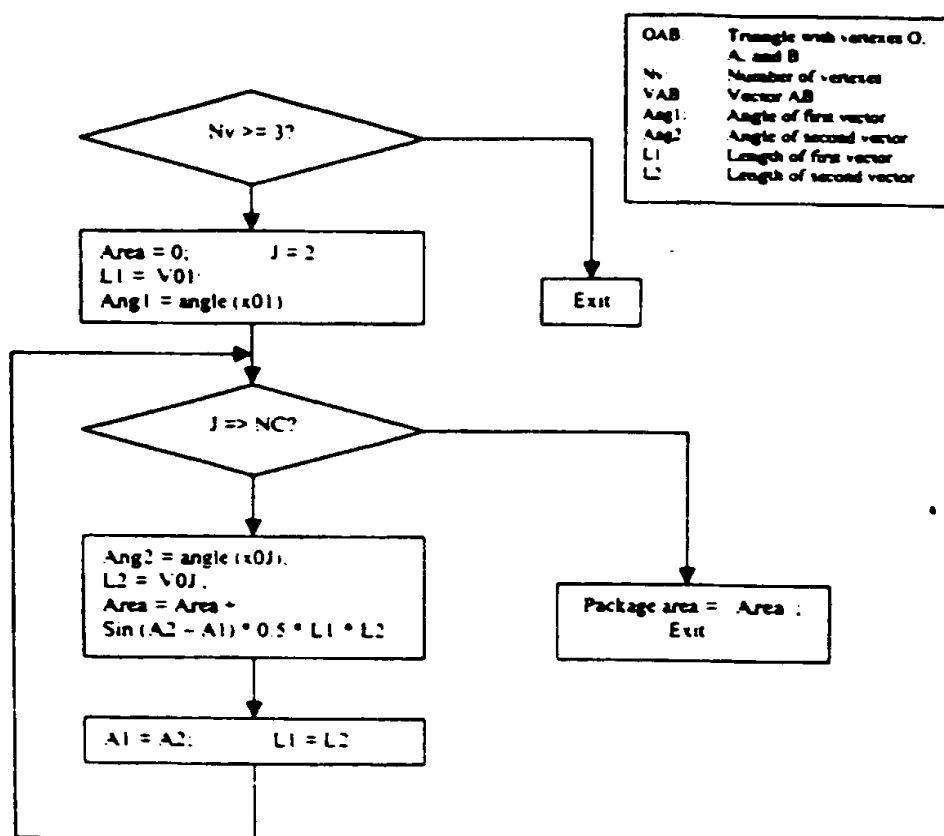 OAB: Triangle with vertexes O,
A, and B
Nv Number of vertexes
VAB Vector AB
Ang1: Angle of first vector
Ang2 Angle of second vector
L1 Length of first vector
L2 Length of second vector
Nv >= 3?
Area = 0; J = 2
L1 = V01;
Ang1 = angle (x01)
Exit
J => NC?
Ang2 = angle (x0J),
L2 = V0J,
Area = Area +
Sin (A2 - A1) * 0.5 * L1 * L2
Package area = Area ;
Exit
A1 = A2; L1 = L2